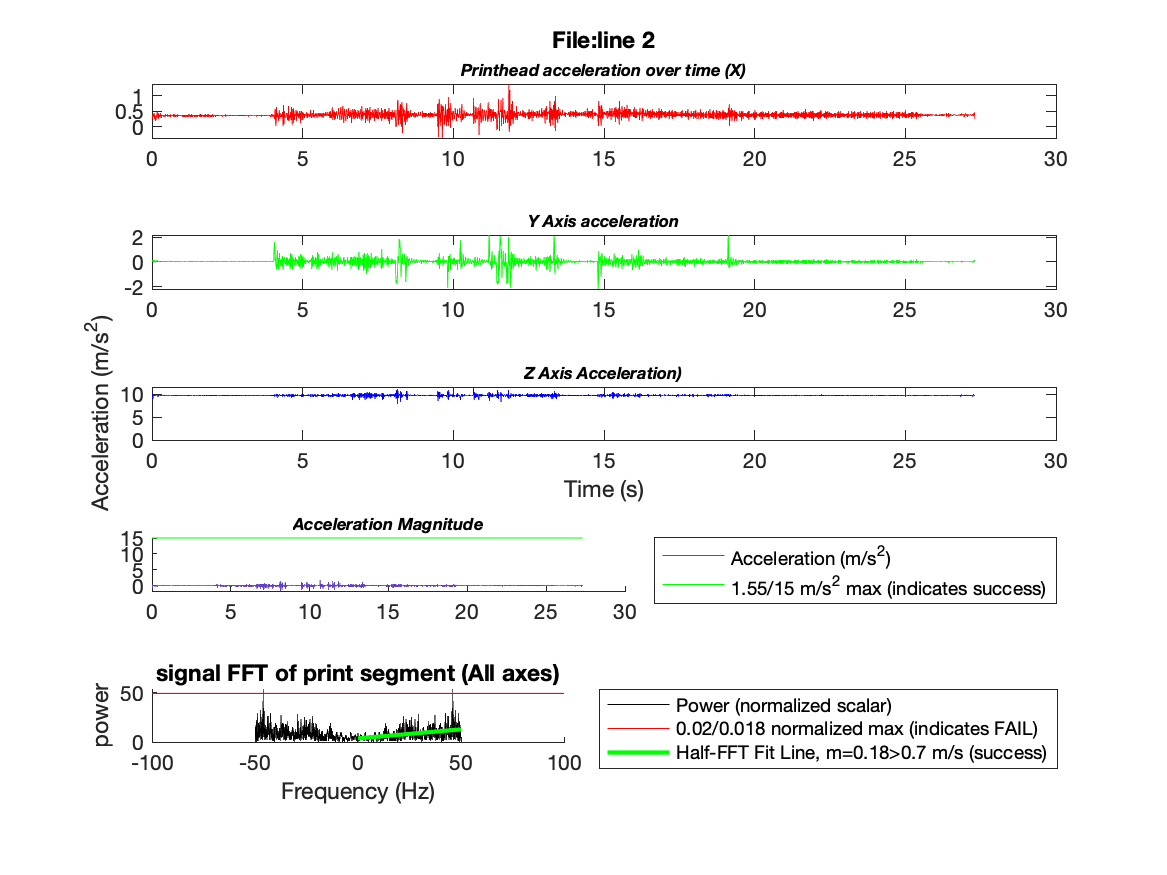 File:line 2
Printhead acceleration over time (X)
1
0.5
0
0 5 10 15 20 25 30
Y Axis acceleration
2
0
-2
0 5 10 15 20 25 30
Acceleration (m/s²)
Z Axis Acceleration)
10
5
0
0 5 10 15 20 25 30
Time (s)
Acceleration Magnitude
15
10
5
0
0 5 10 15 20 25 30
Acceleration (m/s²)
1.55/15 m/s² max (indicates success)
signal FFT of print segment (All axes)
power
50
0
-100 -50 0 50 100
Frequency (Hz)
Power (normalized scalar)
0.02/0.018 normalized max (indicates FAIL)
Half-FFT Fit Line, m=0.18>0.7 m/s (success)